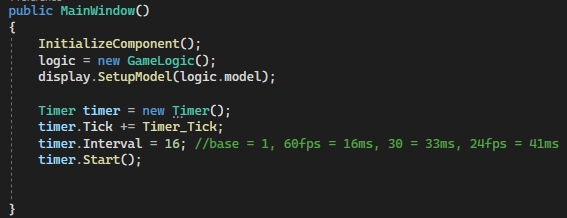 public MainWindow()
{
InitializeComponent();
logic = new GameLogic();
display.SetupModel(logic.model);
Timer timer = new Timer();
timer.Tick += Timer_Tick;
timer.Interval = 16; //base = 1, 60fps = 16ms, 30 = 33ms, 24fps = 41ms
timer.Start();
}